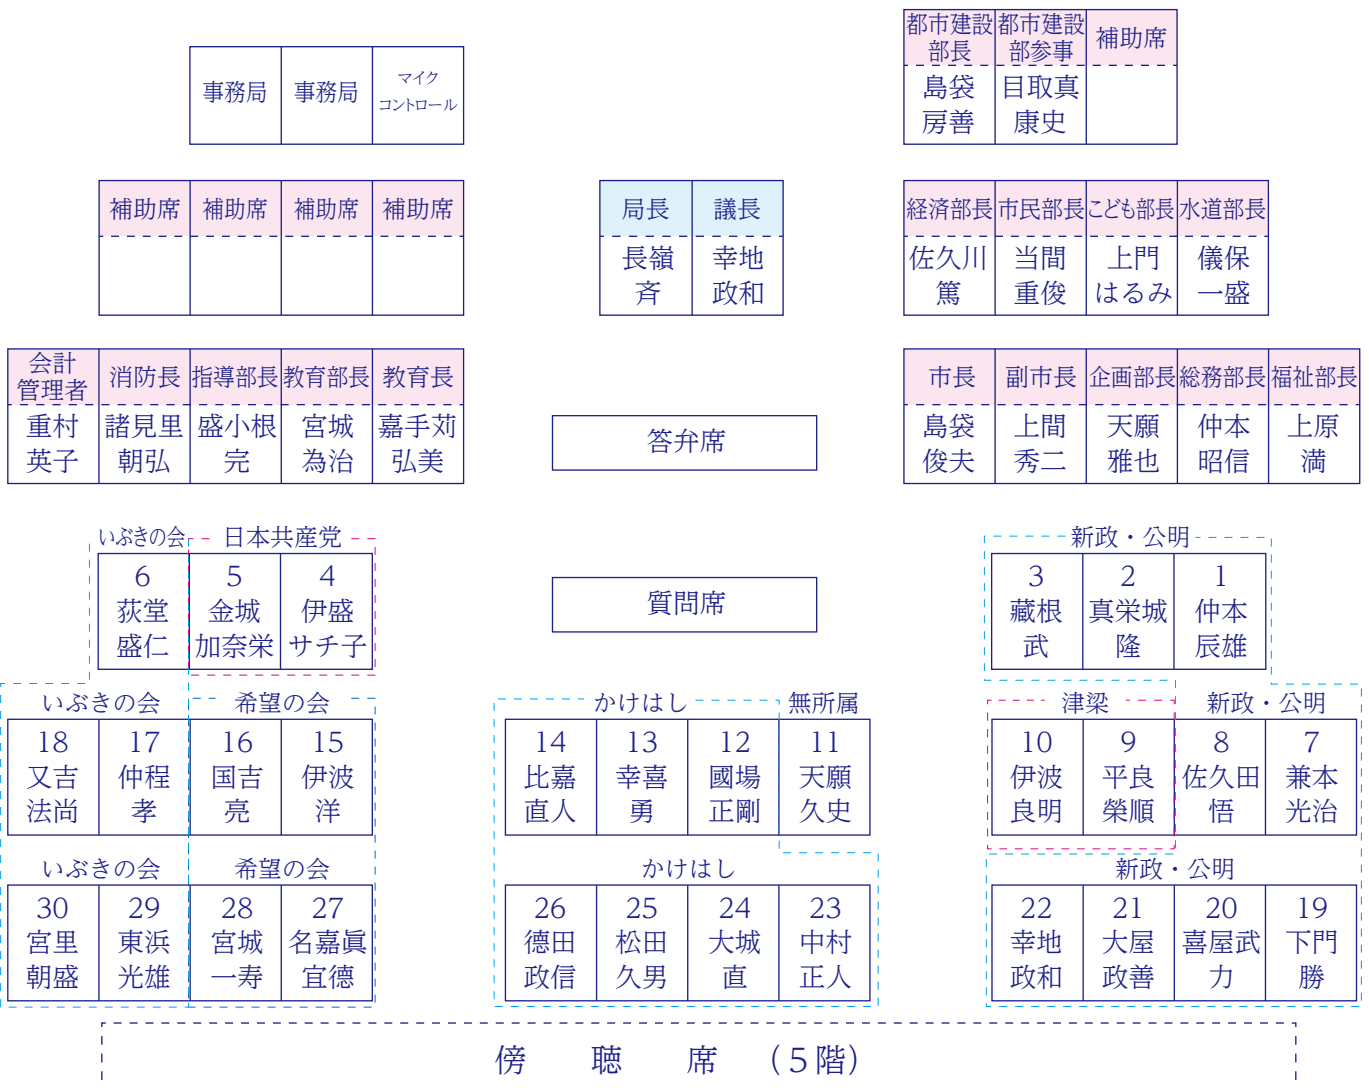 都市建設部長
都市建設部参事
補助席
島袋房善
目取真康史
事務局
事務局
マイクコントロール
補助席
補助席
補助席
補助席
局長
議長
長嶺斉
幸地政和
経済部長
市民部長
こども部長
水道部長
佐久川篤
当間重俊
上門はるみ
儀保一盛
会計管理者
消防長
指導部長
教育部長
教育長
重村英子
諸見里朝弘
盛小根完
宮城為治
嘉手苅弘美
答弁席
市長
副市長
企画部長
総務部長
福祉部長
島袋俊夫
上間秀二
天願雅也
仲本昭信
上原満
いぶきの会
日本共産党
6 荻堂盛仁
5 金城加奈栄
4 伊盛サチ子
質問席
新政・公明
3 藏根武
2 真栄城隆
1 仲本辰雄
いぶきの会
希望の会
18 又吉法尚
17 仲程孝
16 国吉亮
15 伊波洋
かけはし
無所属
14 比嘉直人
13 幸喜勇
12 國場正剛
11 天願久史
津梁
新政・公明
10 伊波良明
9 平良榮順
8 佐久田悟
7 兼本光治
いぶきの会
希望の会
30 宮里朝盛
29 東浜光雄
28 宮城一寿
27 名嘉眞宜德
かけはし
26 德田政信
25 松田久男
24 大城直
23 中村正人
新政・公明
22 幸地政和
21 大屋政善
20 喜屋武力
19 下門勝
傍聴席(5階)